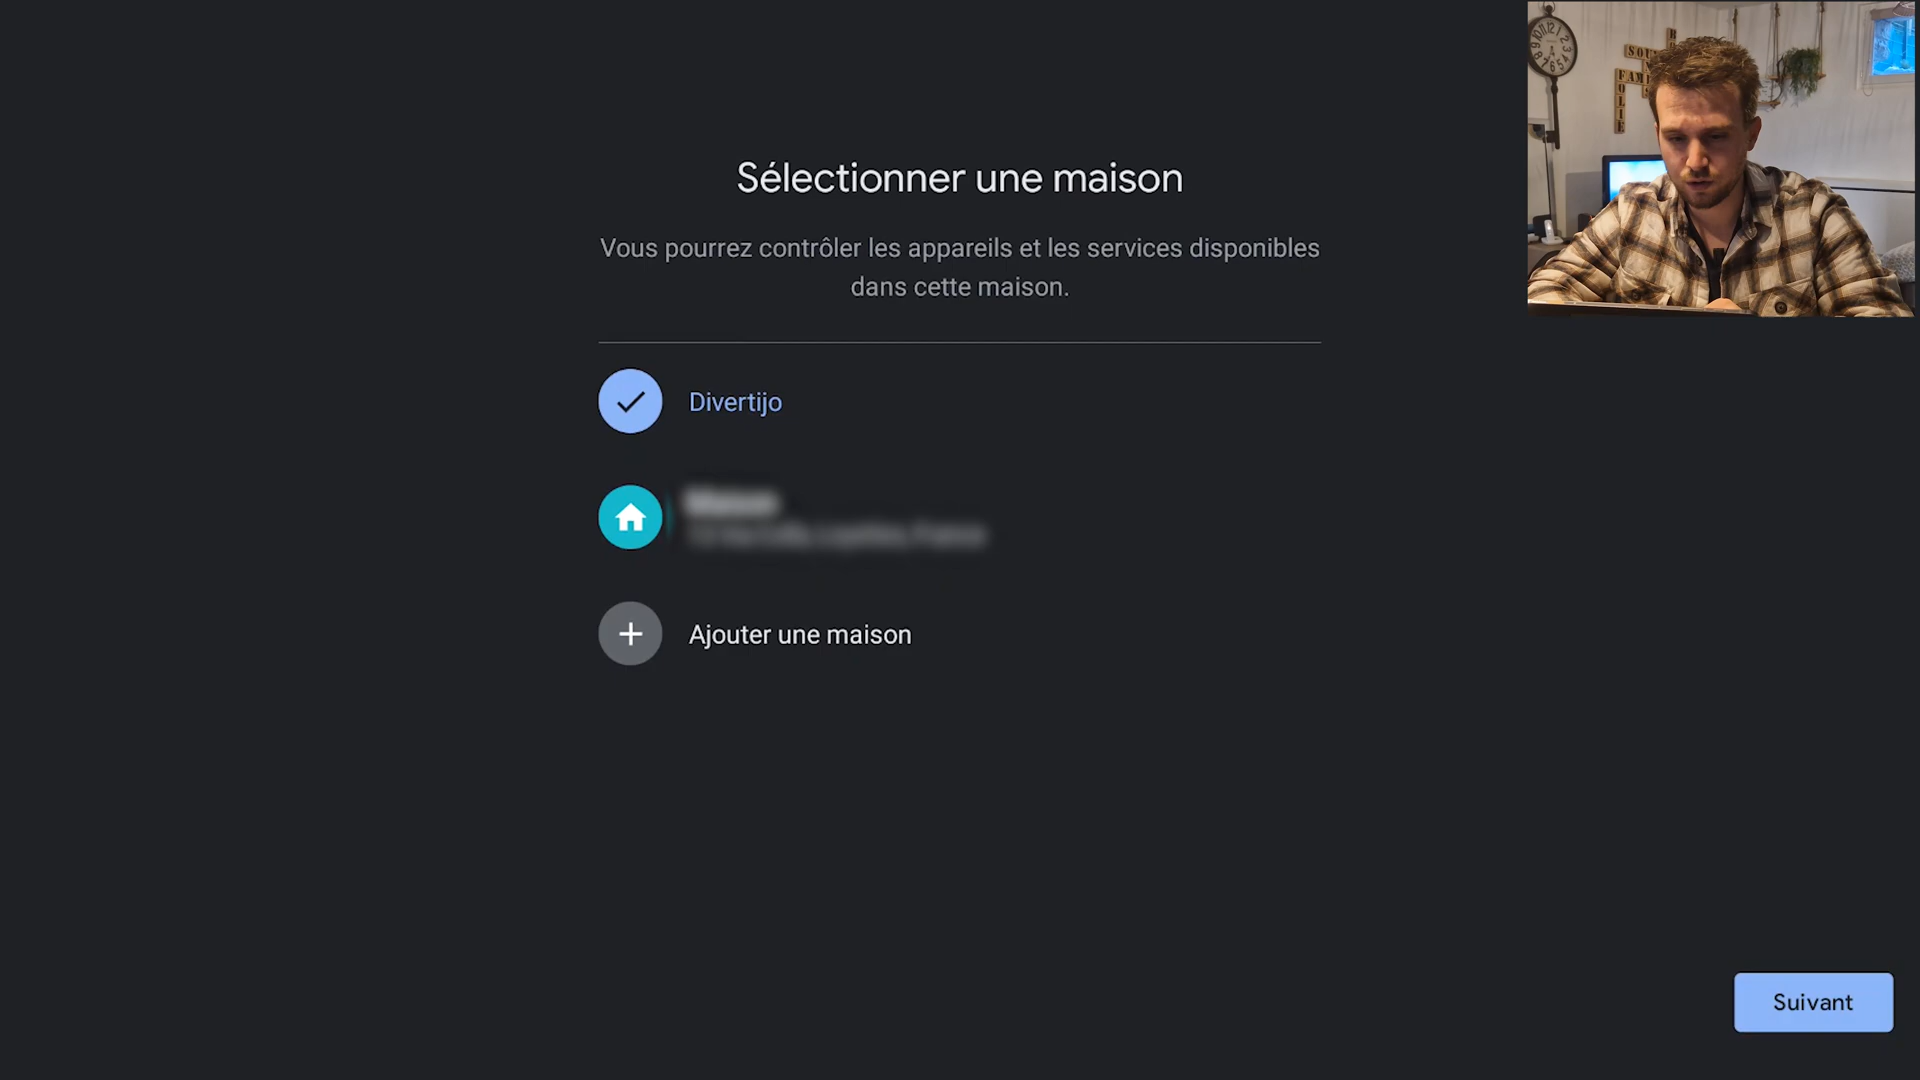 Sélectionner une maison
Vous pourrez contrôler les appareils et les services disponibles
dans cette maison.
Divertijo
Ajouter une maison
Suivant